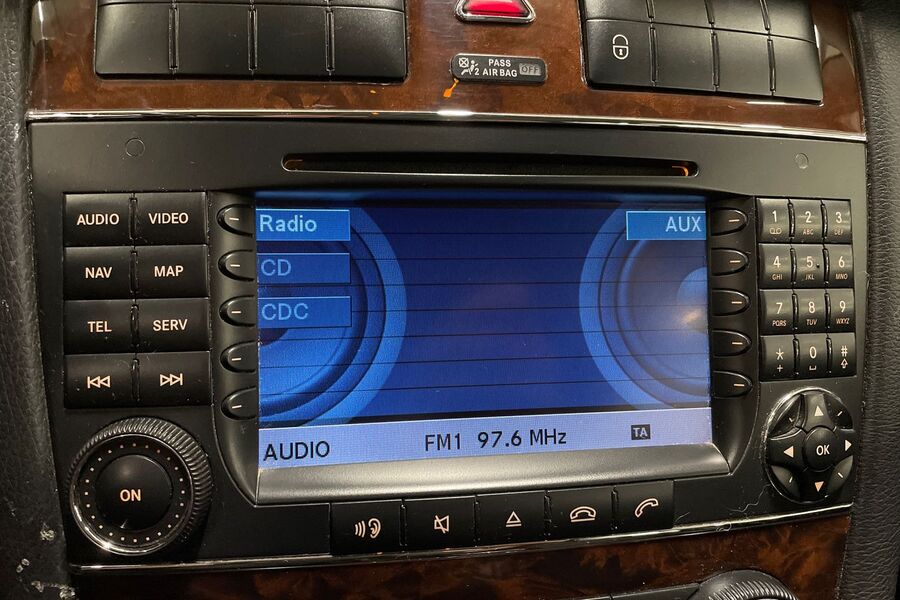 PASS
2 AIR BAG OFF
AUDIO
VIDEO
NAV
MAP
TEL
SERV
ON
Radio
CD
CDC
AUX
AUDIO
FM1 97.6 MHz
TA
1 2 3
ABC DEF
4 5 6
GHI JKL MNO
7 8 9
PQRS TUV WXYZ
* 0 #
+
OK